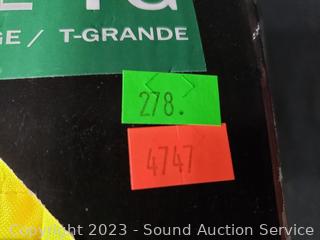 GE / T-GRANDE
278.
4747
Copyright 2023 - Sound Auction Service